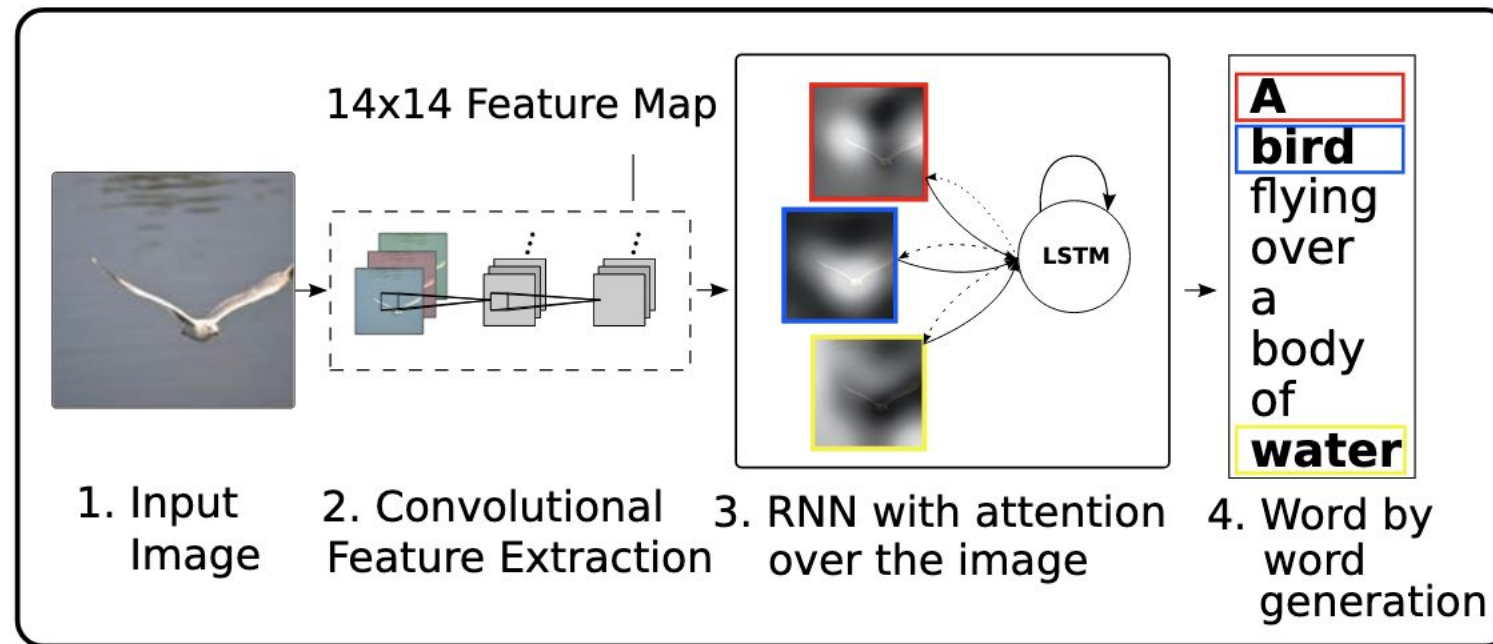 14x14 Feature Map
LSTM
A
bird
flying
over
a
body
of
water
1. Input
Image
2. Convolutional
Feature Extraction
3. RNN with attention
over the image
4. Word by
word
generation